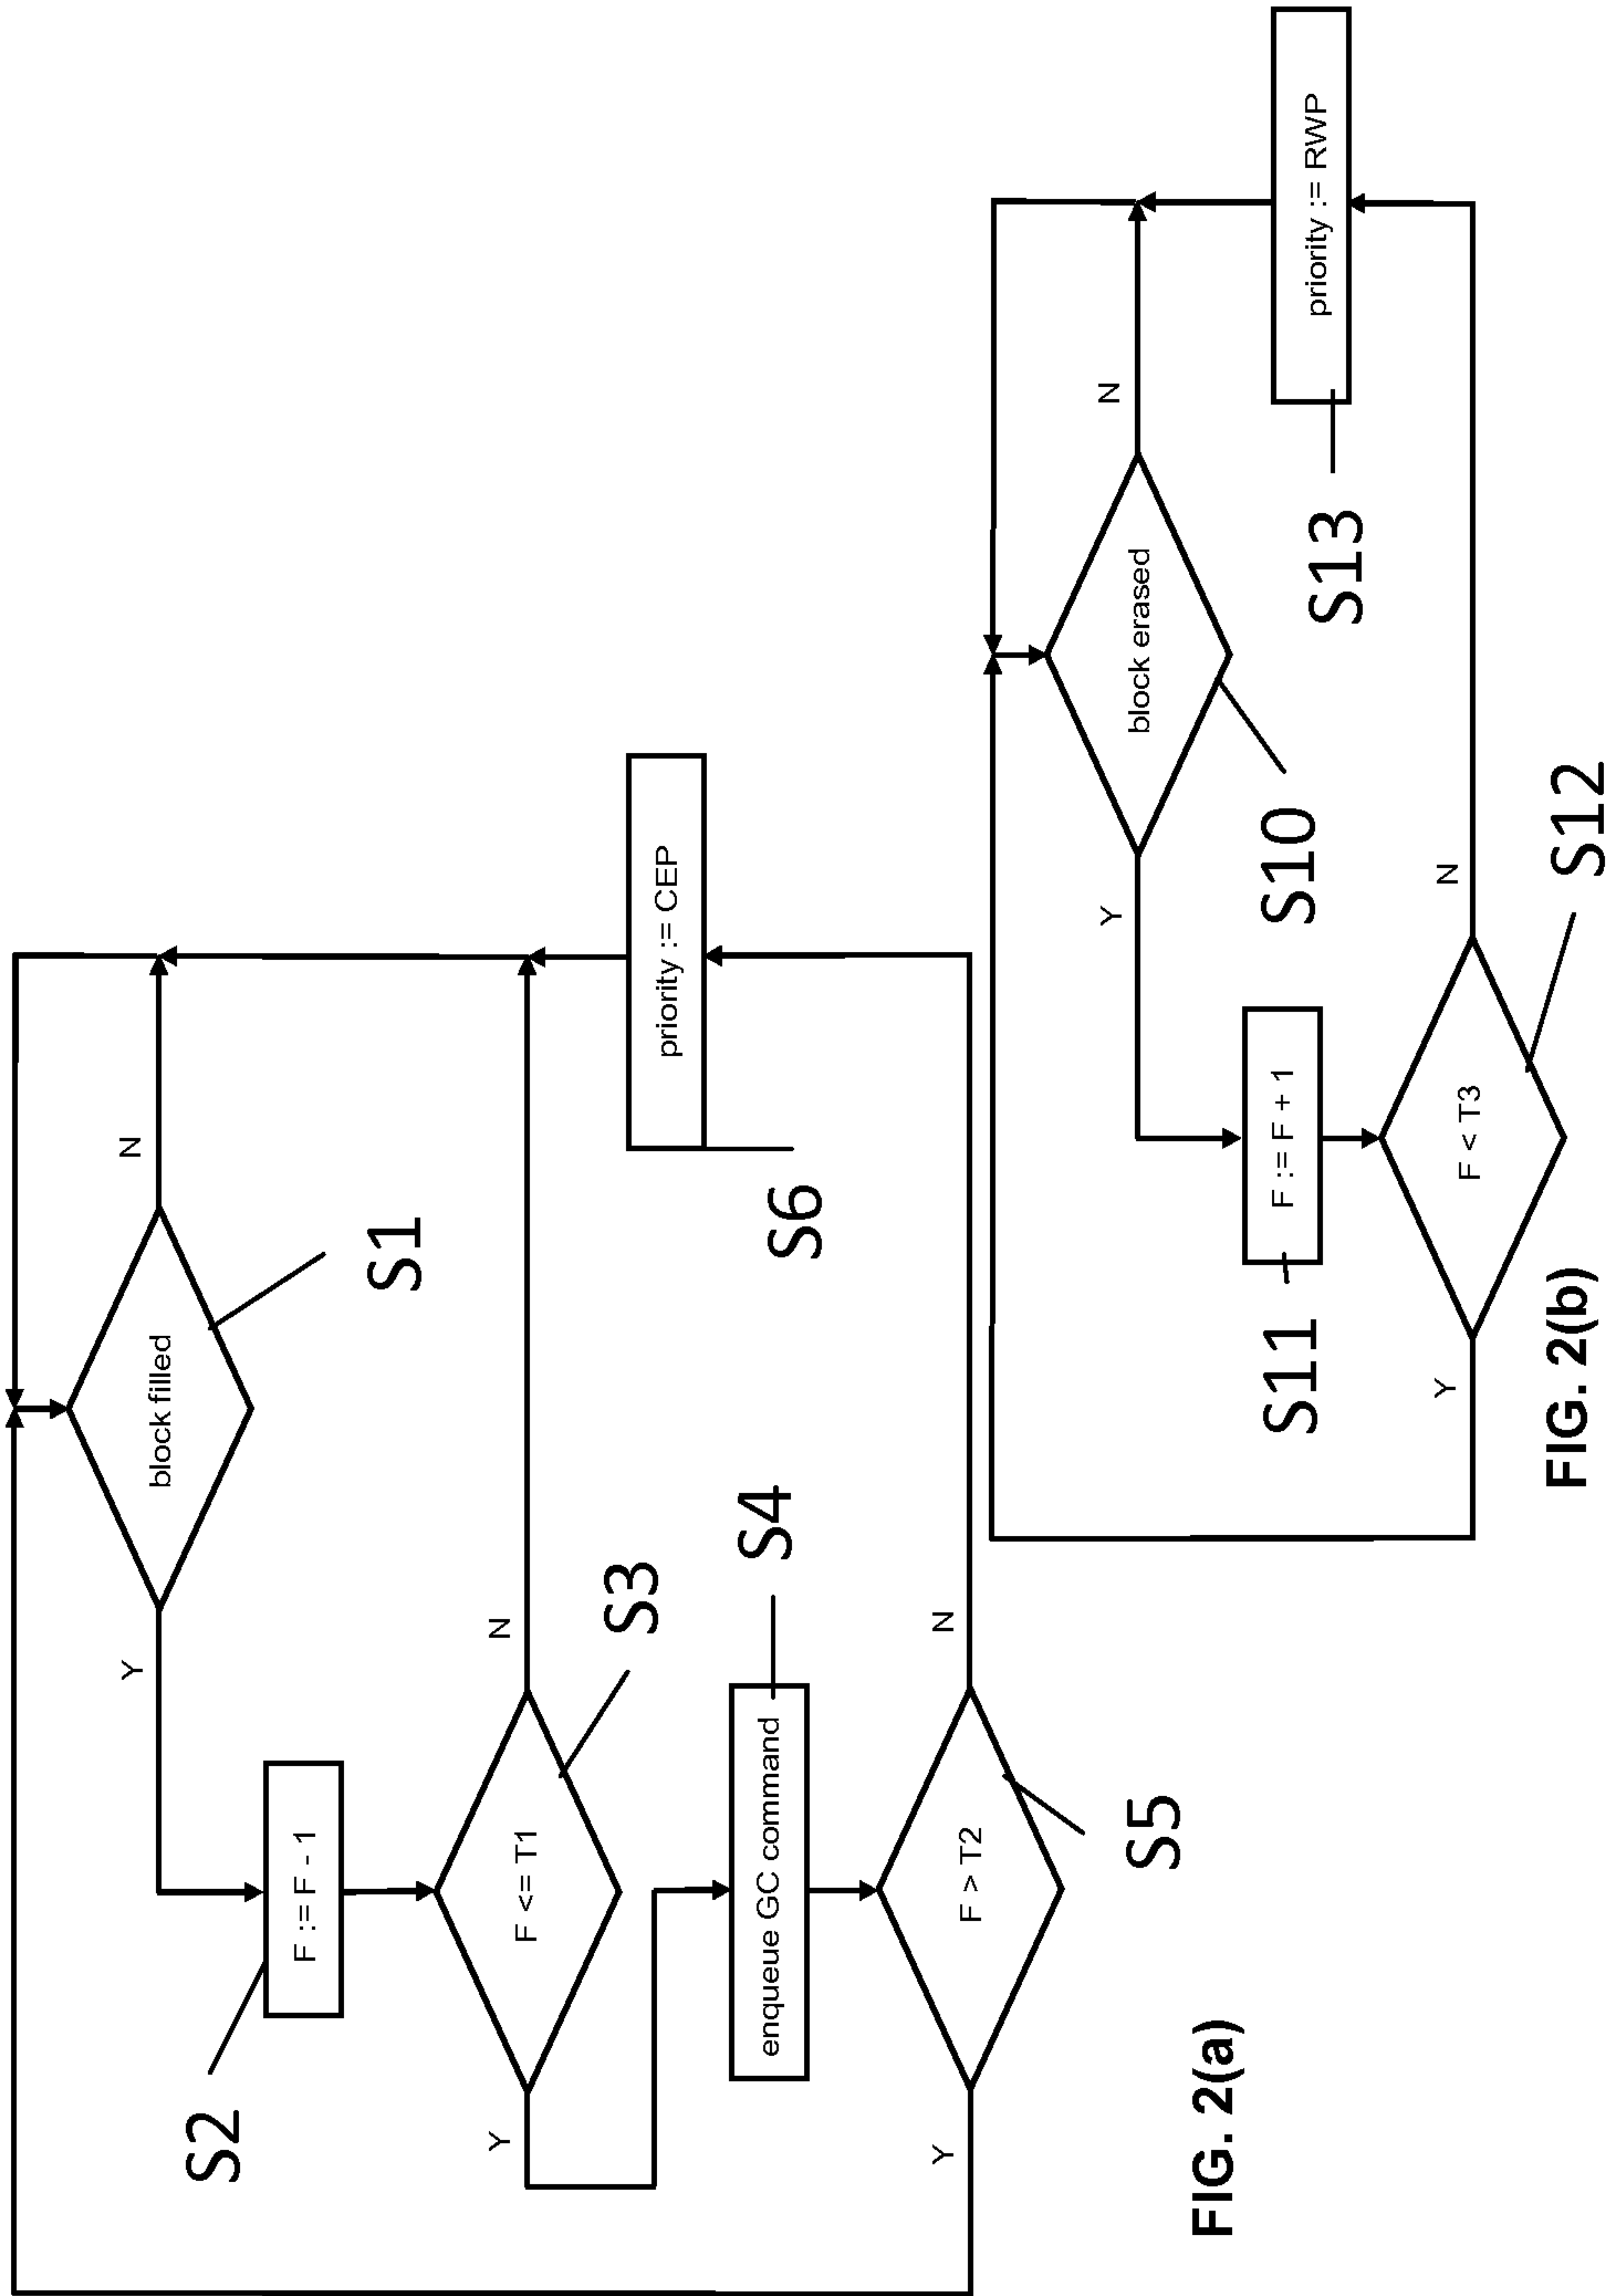 block filled
S1
Y
N
S2
F := F - 1
F <= T1
S3
Y
N
enqueue GC command
S4
priority := CEP
S6
F > T2
S5
Y
N
FIG. 2(a)
block erased
S10
Y
N
F := F + 1
S11
priority := RWP
S13
F < T3
S12
Y
N
FIG. 2(b)